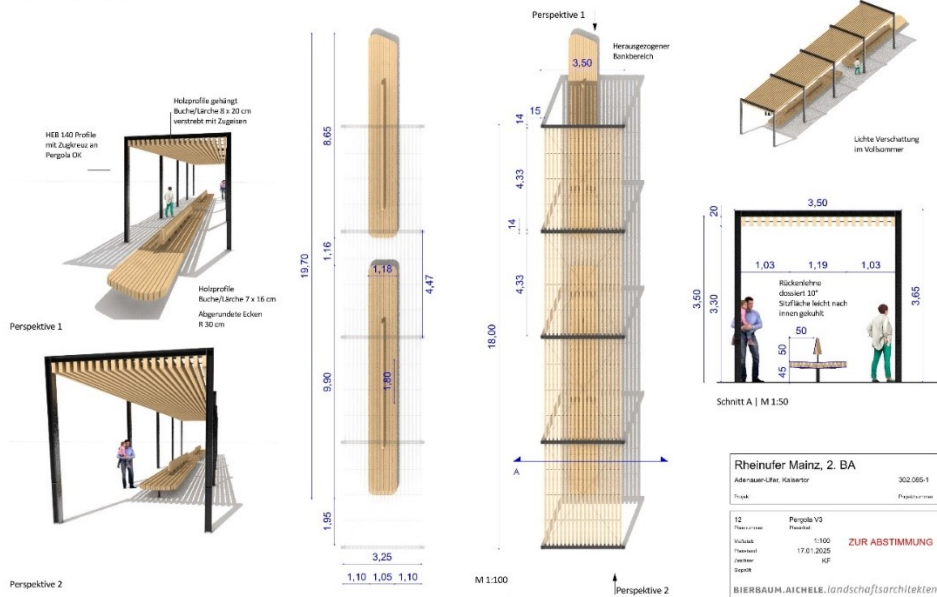 HEB 140 Profile
mit Zugkreuz an
Pergola OK
Holzprofile gehängt
Buche/Lärche 8 x 20 cm
verstrebt mit Zugeisen
Holzprofile
Buche/Lärche 7 x 16 cm
Abgerundete Ecken
R 30 cm
Perspektive 1
Perspektive 2
19,70
8,65
1,16
9,90
1,95
1,18
4,47
1,80
3,25
1,10 1,05 1,10
Perspektive 1
Herausgezogener
Bankbereich
3,50
15
14
4,33
14
4,33
18,00
A
M 1:100
Perspektive 2
Lichte Verschattung
im Vollsommer
3,50
20
1,03 1,19 1,03
3,50
3,30
3,65
Rückenlehne
dossiert 10°
Sitzfläche leicht nach
innen gekuhlt
50
50
45
Schnitt A | M 1:50
Rheinufer Mainz, 2. BA
Adenauer-Ufer, Kaisertor
302.085-1
Projekt
Projektnummer
12 Pergola V3
1:100
ZUR ABSTIMMUNG
17.01.2025
KF
BIERBAUM.AICHELE.landschaftsarchitekten